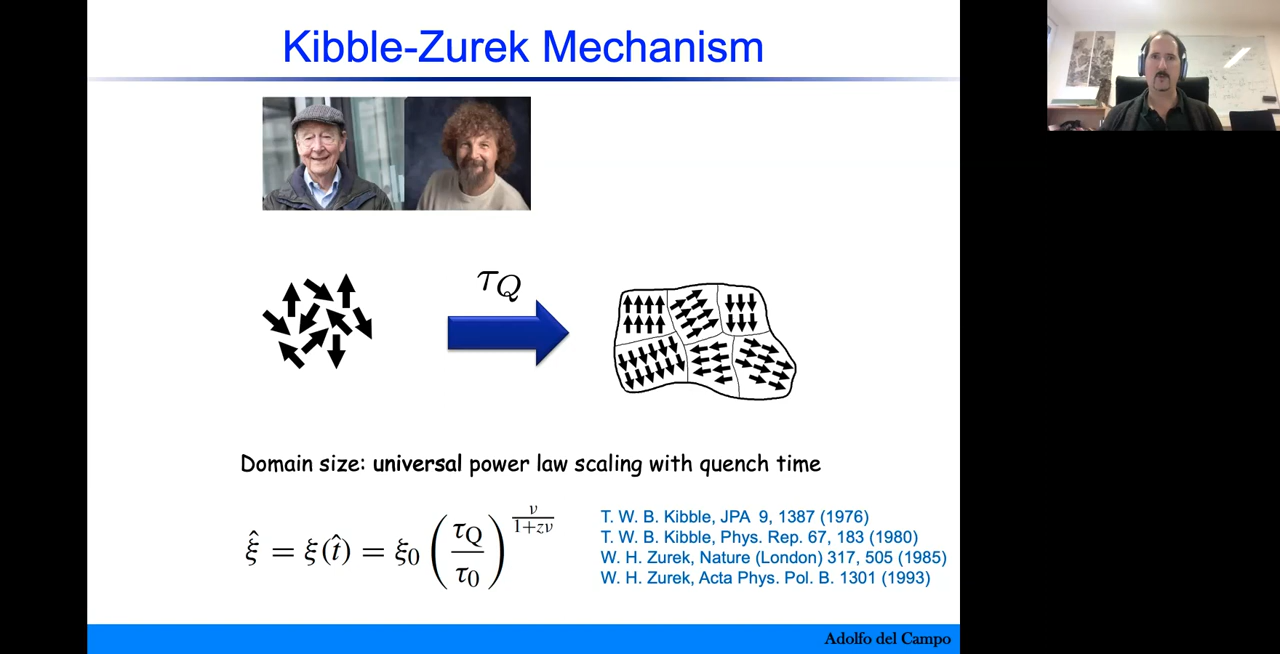 Kibble-Zurek Mechanism
τQ
Domain size: universal power law scaling with quench time
ξ̂ = ξ(t̂) = ξ0 (τQ/τ0)^(ν/(1+zν))
T. W. B. Kibble, JPA 9, 1387 (1976)
T. W. B. Kibble, Phys. Rep. 67, 183 (1980)
W. H. Zurek, Nature (London) 317, 505 (1985)
W. H. Zurek, Acta Phys. Pol. B. 1301 (1993)
Adolfo del Campo